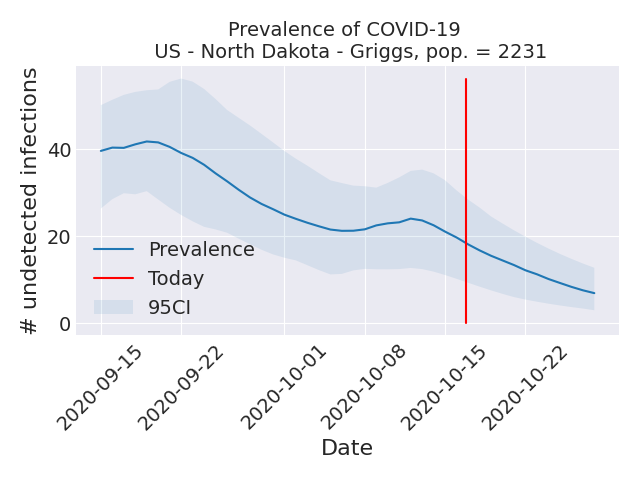 Prevalence of COVID-19
US - North Dakota - Griggs, pop. = 2231
# undetected infections
40
20
0
Prevalence
Today
95CI
2020-09-15
2020-09-22
2020-10-01
2020-10-08
2020-10-15
2020-10-22
Date